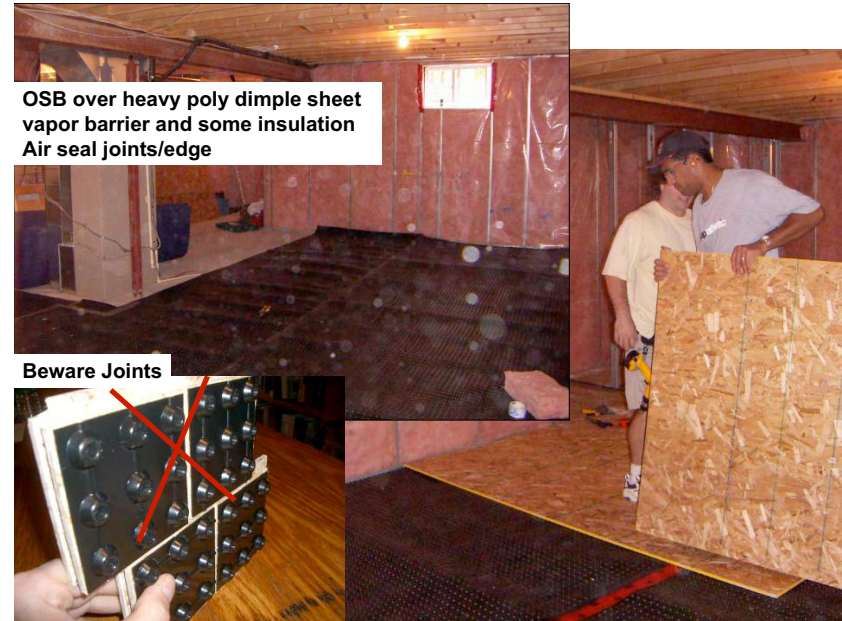 OSB over heavy poly dimple sheet
vapor barrier and some insulation
Air seal joints/edge
Beware Joints